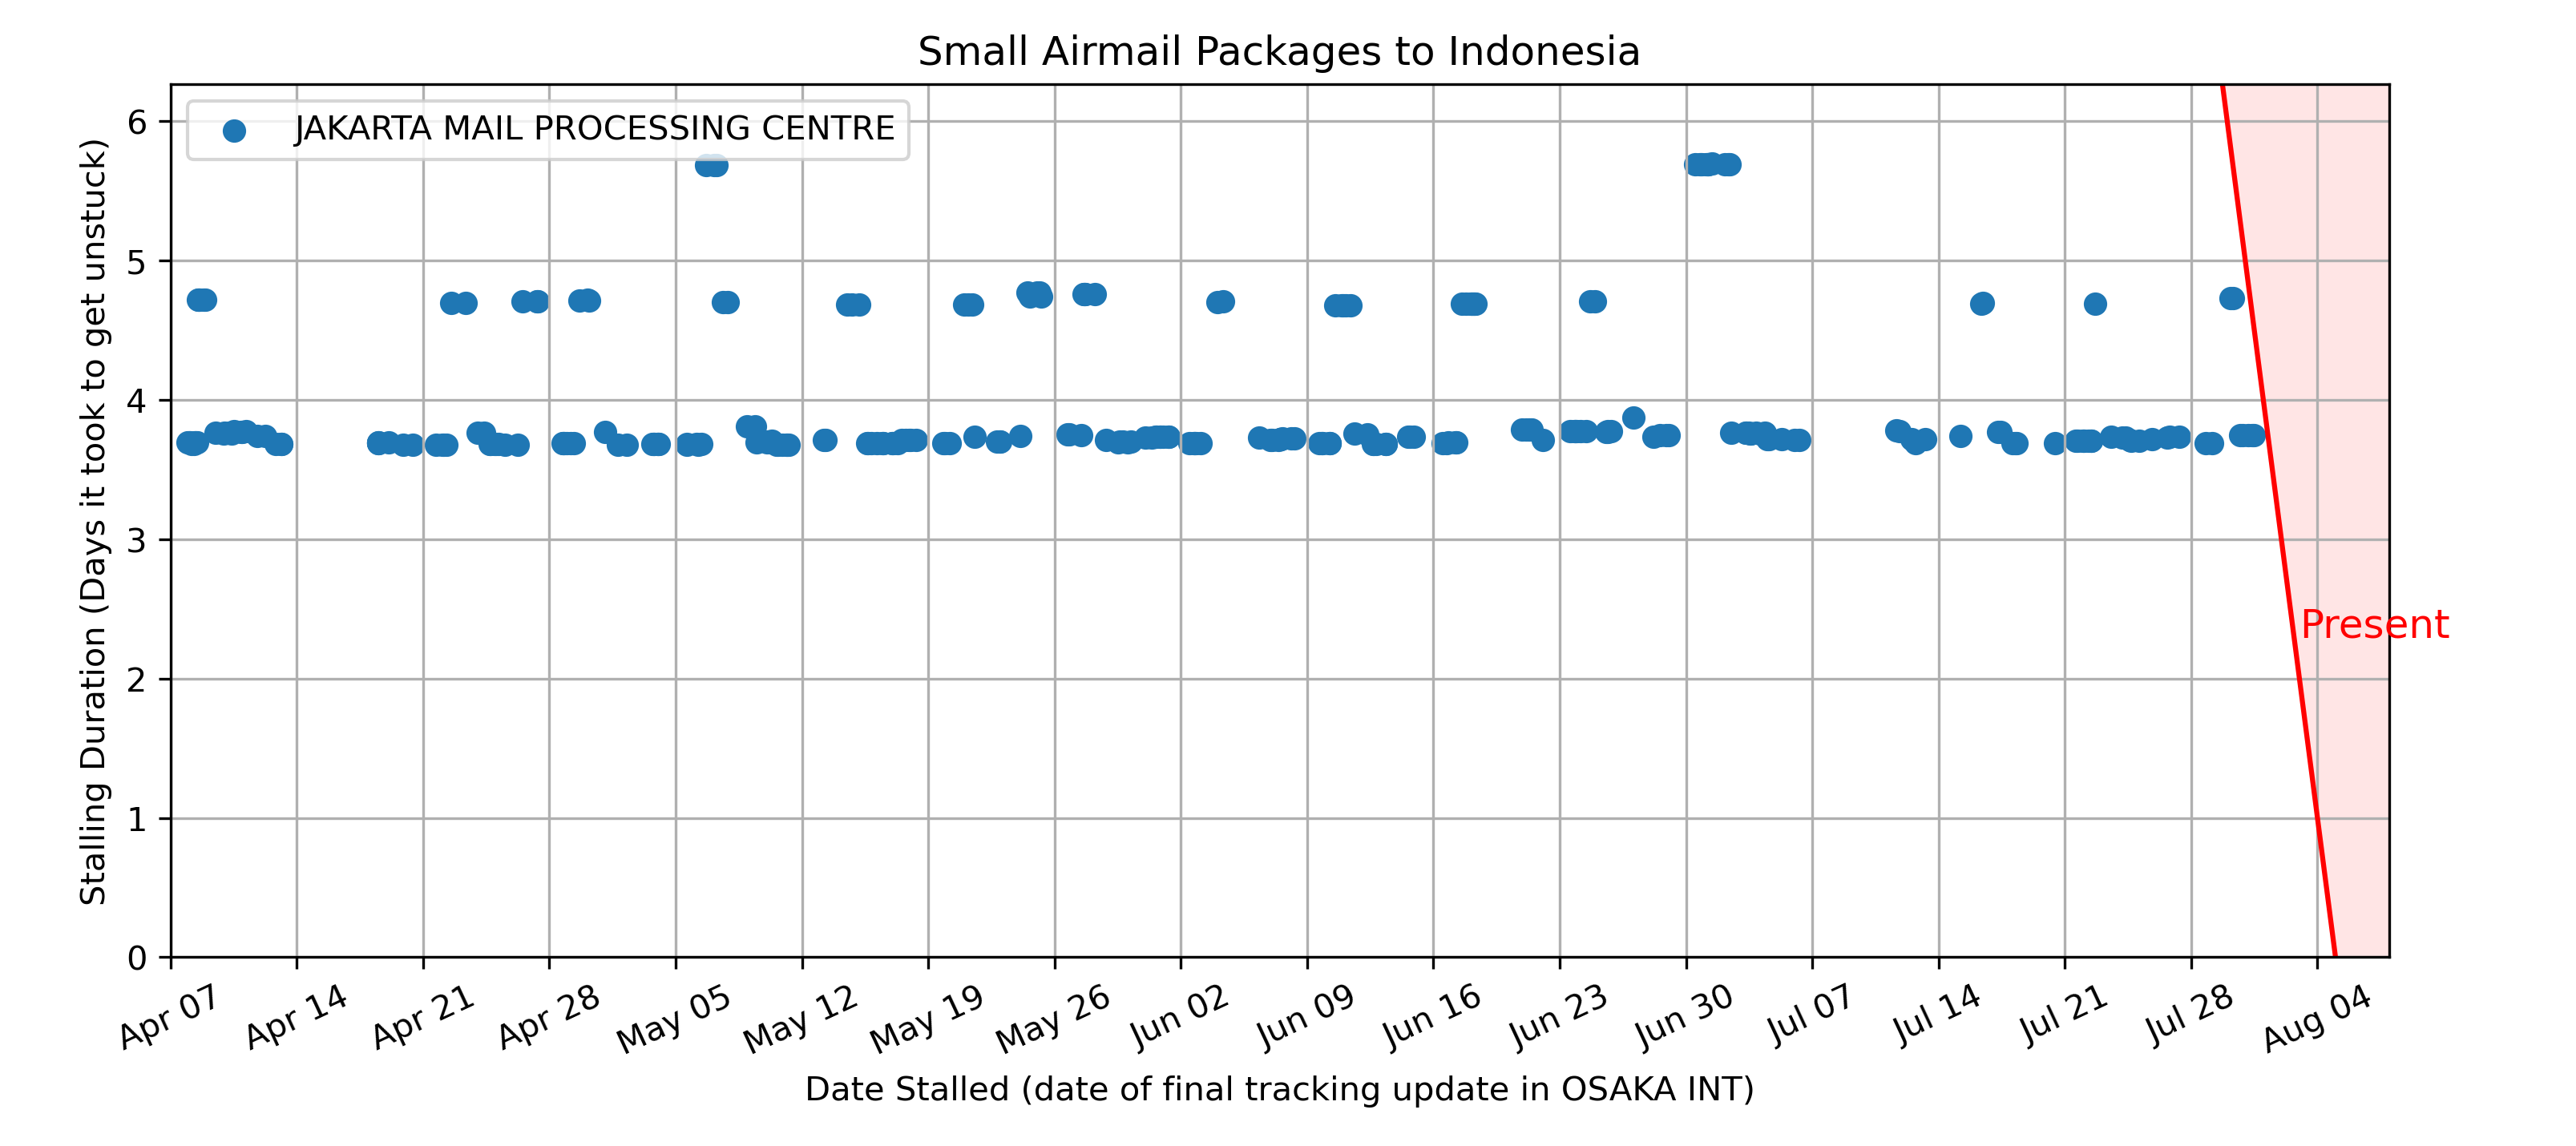 Small Airmail Packages to Indonesia
JAKARTA MAIL PROCESSING CENTRE
Stalling Duration (Days it took to get unstuck)
6
5
4
3
2
1
0
Present
Apr 07
Apr 14
Apr 21
Apr 28
May 05
May 12
May 19
May 26
Jun 02
Jun 09
Jun 16
Jun 23
Jun 30
Jul 07
Jul 14
Jul 21
Jul 28
Aug 04
Date Stalled (date of final tracking update in OSAKA INT)